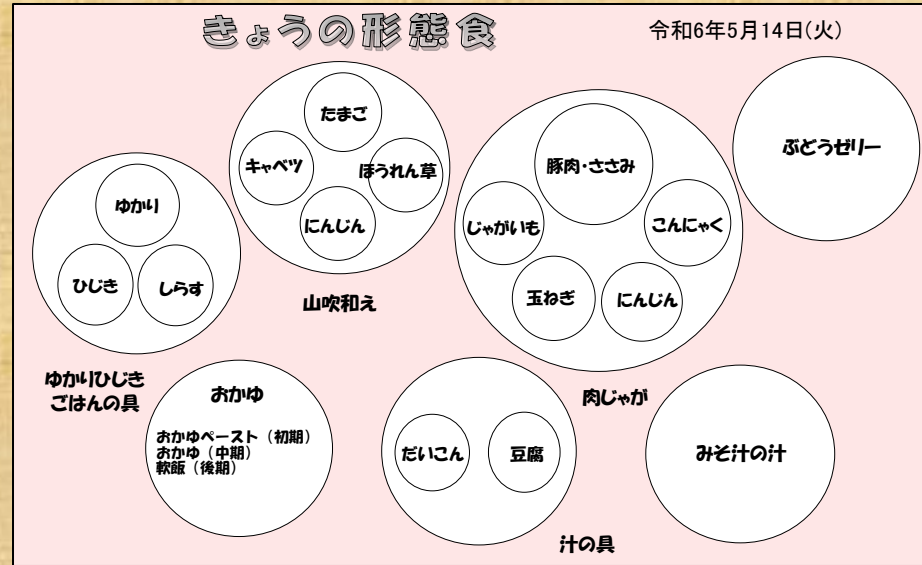 きょうの形態食
令和6年5月14日(火)
たまご
キャベツ
ほうれん草
にんじん
山吹和え
豚肉・ささみ
じゃがいも
こんにゃく
玉ねぎ
にんじん
肉じゃが
ぶどうゼリー
ゆかり
ひじき
しらす
ゆかりひじき
ごはんの具
おかゆ
おかゆペースト（初期）
おかゆ（中期）
軟飯（後期）
だいこん
豆腐
汁の具
みそ汁の汁